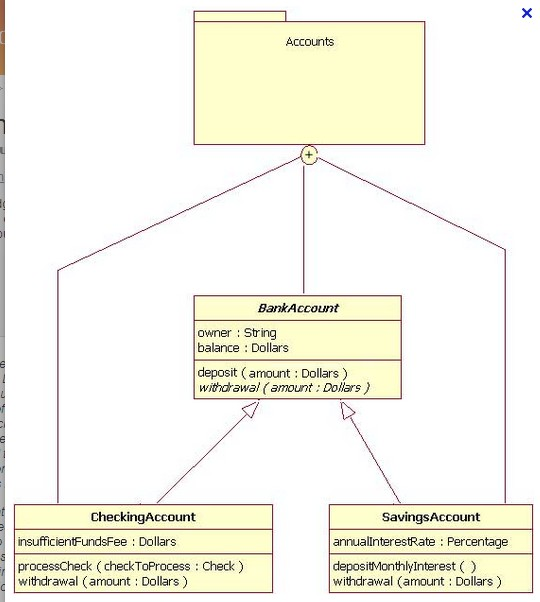 Accounts
+
BankAccount
owner : String
balance : Dollars
deposit ( amount : Dollars )
withdrawal ( amount : Dollars )
CheckingAccount
insufficientFundsFee : Dollars
processCheck ( checkToProcess : Check )
withdrawal ( amount : Dollars )
SavingsAccount
annualInterestRate : Percentage
depositMonthlyInterest ( )
withdrawal ( amount : Dollars )